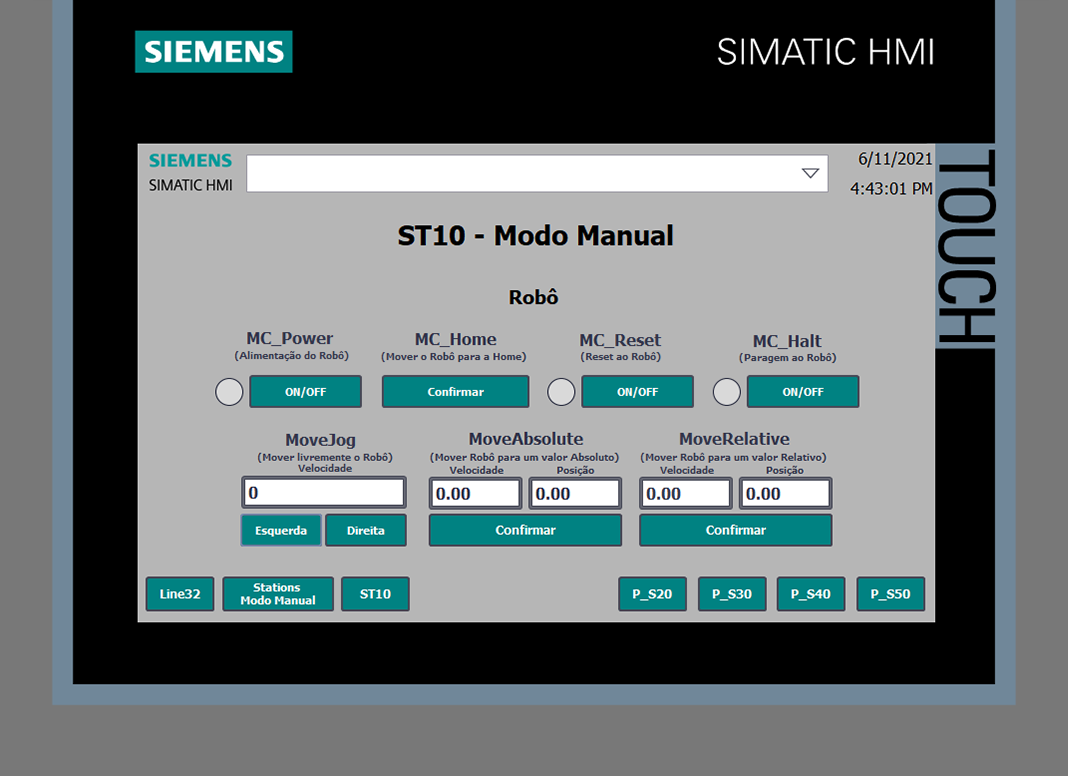 SIEMENS
SIMATIC HMI
SIEMENS
SIMATIC HMI
6/11/2021
4:43:01 PM
TOUCH
ST10 - Modo Manual
Robô
MC_Power
(Alimentação do Robô)
ON/OFF
MC_Home
(Mover o Robô para a Home)
Confirmar
MC_Reset
(Reset ao Robô)
ON/OFF
MC_Halt
(Paragem ao Robô)
ON/OFF
MoveJog
(Mover livremente o Robô)
Velocidade
0
Esquerda
Direita
MoveAbsolute
(Mover Robô para um valor Absoluto)
Velocidade Posição
0.00 0.00
Confirmar
MoveRelative
(Mover Robô para um valor Relativo)
Velocidade Posição
0.00 0.00
Confirmar
Line32
Stations
Modo Manual
ST10
P_S20
P_S30
P_S40
P_S50